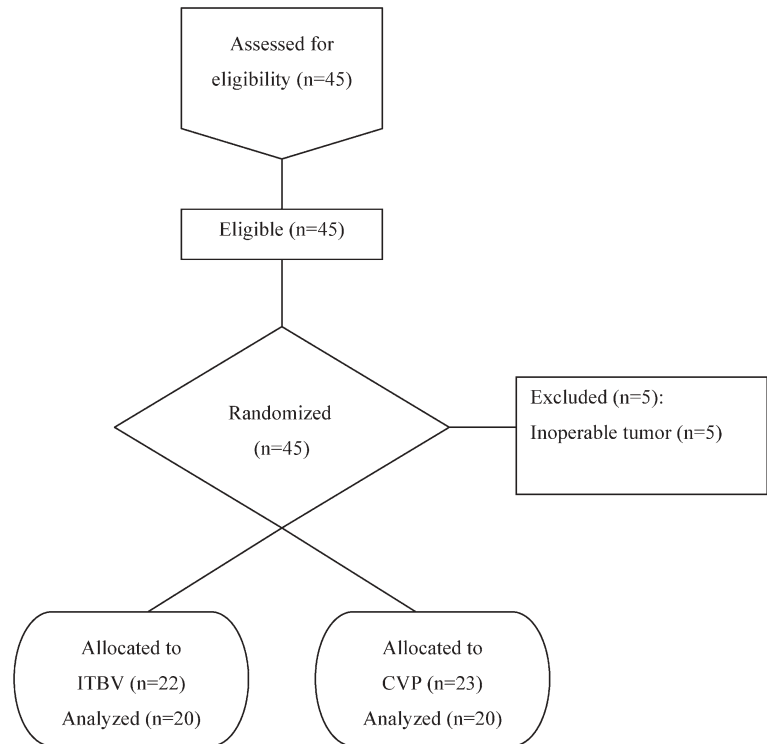 Assessed for
eligibility (n=45)
Eligible (n=45)
Randomized
(n=45)
Excluded (n=5):
Inoperable tumor (n=5)
Allocated to
ITBV (n=22)
Analyzed (n=20)
Allocated to
CVP (n=23)
Analyzed (n=20)